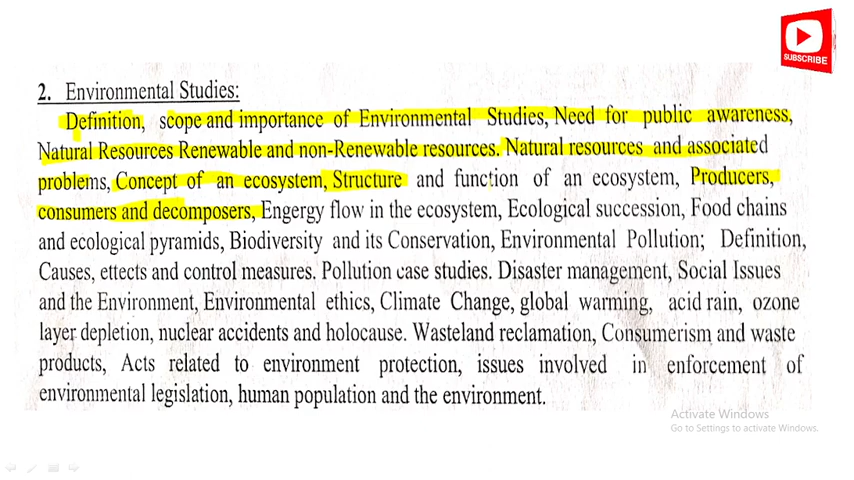 SUBSCRIBE
2. Environmental Studies:
Definition, scope and importance of Environmental Studies, Need for public awareness,
Natural Resources Renewable and non-Renewable resources. Natural resources and associated
problems, Concept of an ecosystem, Structure and function of an ecosystem, Producers,
consumers and decomposers, Engergy flow in the ecosystem, Ecological succession, Food chains
and ecological pyramids, Biodiversity and its Conservation, Environmental Pollution; Definition,
Causes, ettects and control measures. Pollution case studies. Disaster management, Social Issues
and the Environment, Environmental ethics, Climate Change, global warming, acid rain, ozone
layer depletion, nuclear accidents and holocause. Wasteland reclamation, Consumerism and waste
products, Acts related to environment protection, issues involved in enforcement of
environmental legislation, human population and the environment.
Activate Windows
Go to Settings to activate Windows.